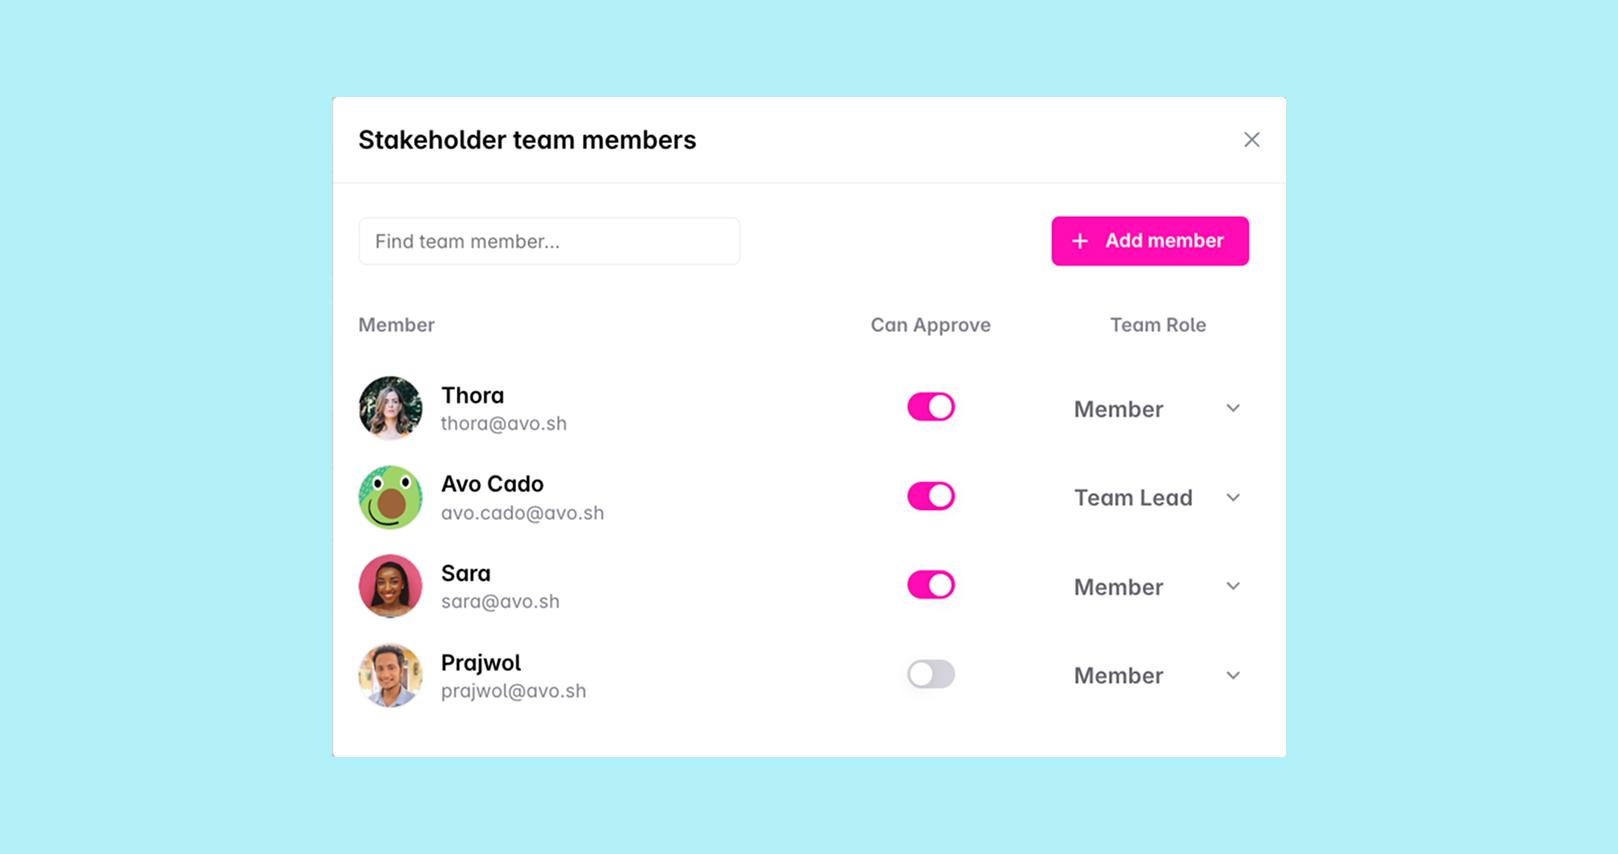 Stakeholder team members
Find team member...
+ Add member
Member Can Approve Team Role
Thora
thora@avo.sh
Member
Avo Cado
avo.cado@avo.sh
Team Lead
Sara
sara@avo.sh
Member
Prajwol
prajwol@avo.sh
Member